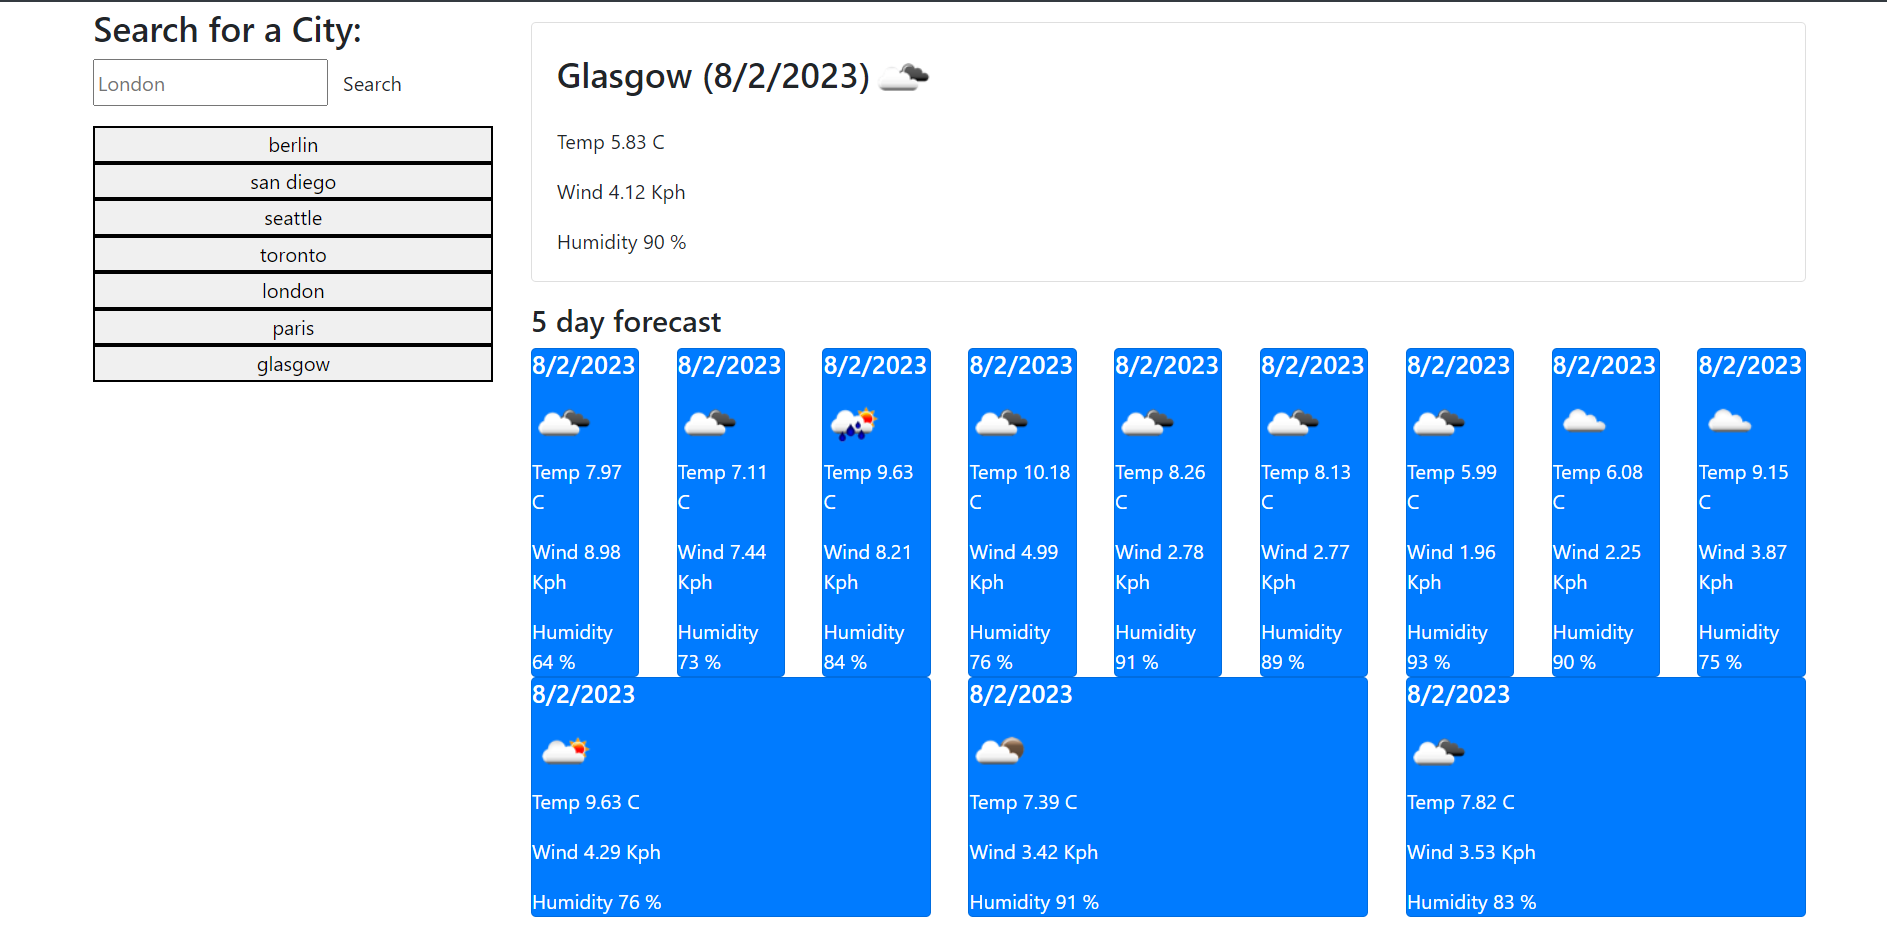 Search for a City:
London
Search
berlin
san diego
seattle
toronto
london
paris
glasgow
Glasgow (8/2/2023)
Temp 5.83 C
Wind 4.12 Kph
Humidity 90 %
5 day forecast
8/2/2023
Temp 7.97
C
Wind 8.98
Kph
Humidity
64 %
8/2/2023
Temp 7.11
C
Wind 7.44
Kph
Humidity
73 %
8/2/2023
Temp 9.63
C
Wind 8.21
Kph
Humidity
84 %
8/2/2023
Temp 10.18
C
Wind 4.99
Kph
Humidity
76 %
8/2/2023
Temp 8.26
C
Wind 2.78
Kph
Humidity
91 %
8/2/2023
Temp 8.13
C
Wind 2.77
Kph
Humidity
89 %
8/2/2023
Temp 5.99
C
Wind 1.96
Kph
Humidity
93 %
8/2/2023
Temp 6.08
C
Wind 2.25
Kph
Humidity
90 %
8/2/2023
Temp 9.15
C
Wind 3.87
Kph
Humidity
75 %
8/2/2023
Temp 9.63 C
Wind 4.29 Kph
Humidity 76 %
8/2/2023
Temp 7.39 C
Wind 3.42 Kph
Humidity 91 %
8/2/2023
Temp 7.82 C
Wind 3.53 Kph
Humidity 83 %